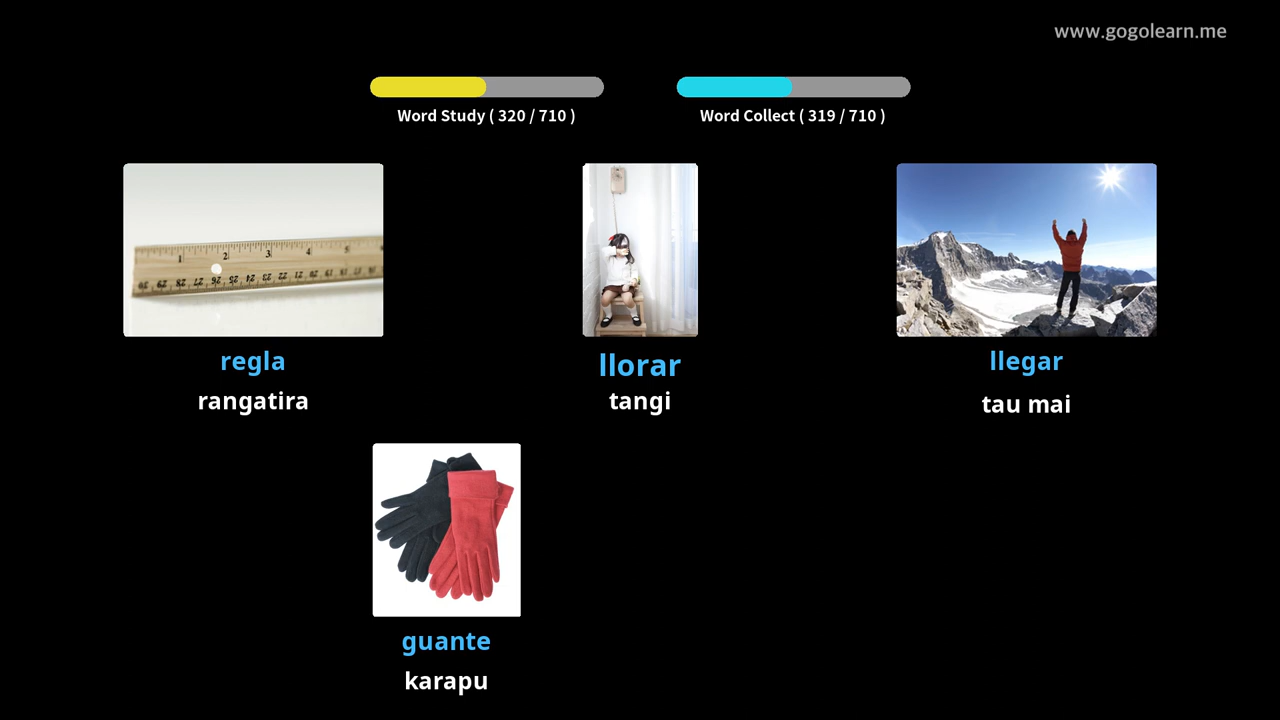 www.gogolearn.me
Word Study ( 320 / 710 )
Word Collect ( 319 / 710 )
regla
rangatira
llorar
tangi
llegar
tau mai
guante
karapu